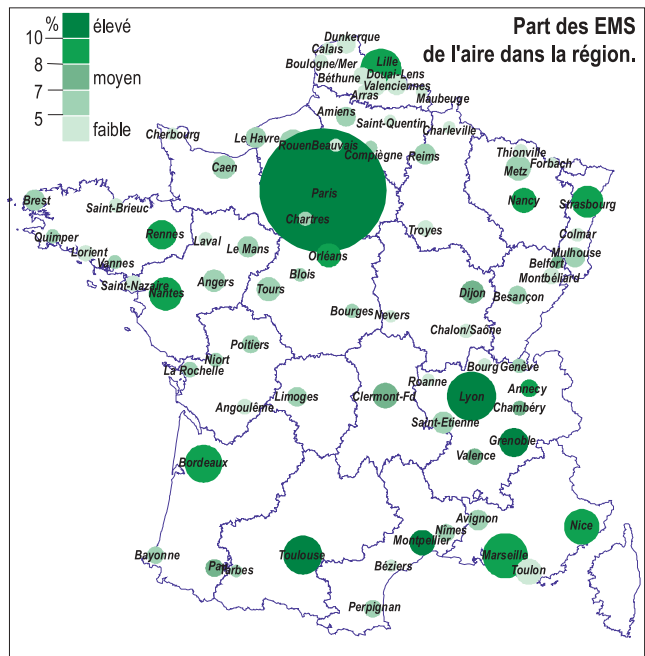 Part des EMS
de l'aire dans la région.
%
élevé
10
8
moyen
7
5
faible
Dunkerque
Calais
Boulogne/Mer
Lille
Béthune
Douai-Lens
Valenciennes
Arras
Maubeuge
Amiens
Saint-Quentin
Charleville
Cherbourg
Le Havre
Rouen
Beauvais
Compiègne
Caen
Reims
Thionville
Forbach
Metz
Paris
Nancy
Strasbourg
Brest
Saint-Brieuc
Chartres
Troyes
Colmar
Quimper
Rennes
Laval
Le Mans
Orléans
Mulhouse
Lorient
Vannes
Belfort
Montbéliard
Saint-Nazaire
Nantes
Angers
Blois
Tours
Dijon
Besançon
Bourges
Nevers
Chalon/Saône
Poitiers
Niort
La Rochelle
Bourg
Genève
Roanne
Annecy
Limoges
Clermont-Fd
Lyon
Angoulême
Chambéry
Saint-Etienne
Grenoble
Valence
Bordeaux
Avignon
Nice
Nîmes
Montpellier
Bayonne
Toulouse
Marseille
Béziers
Toulon
Tarbes
Perpignan